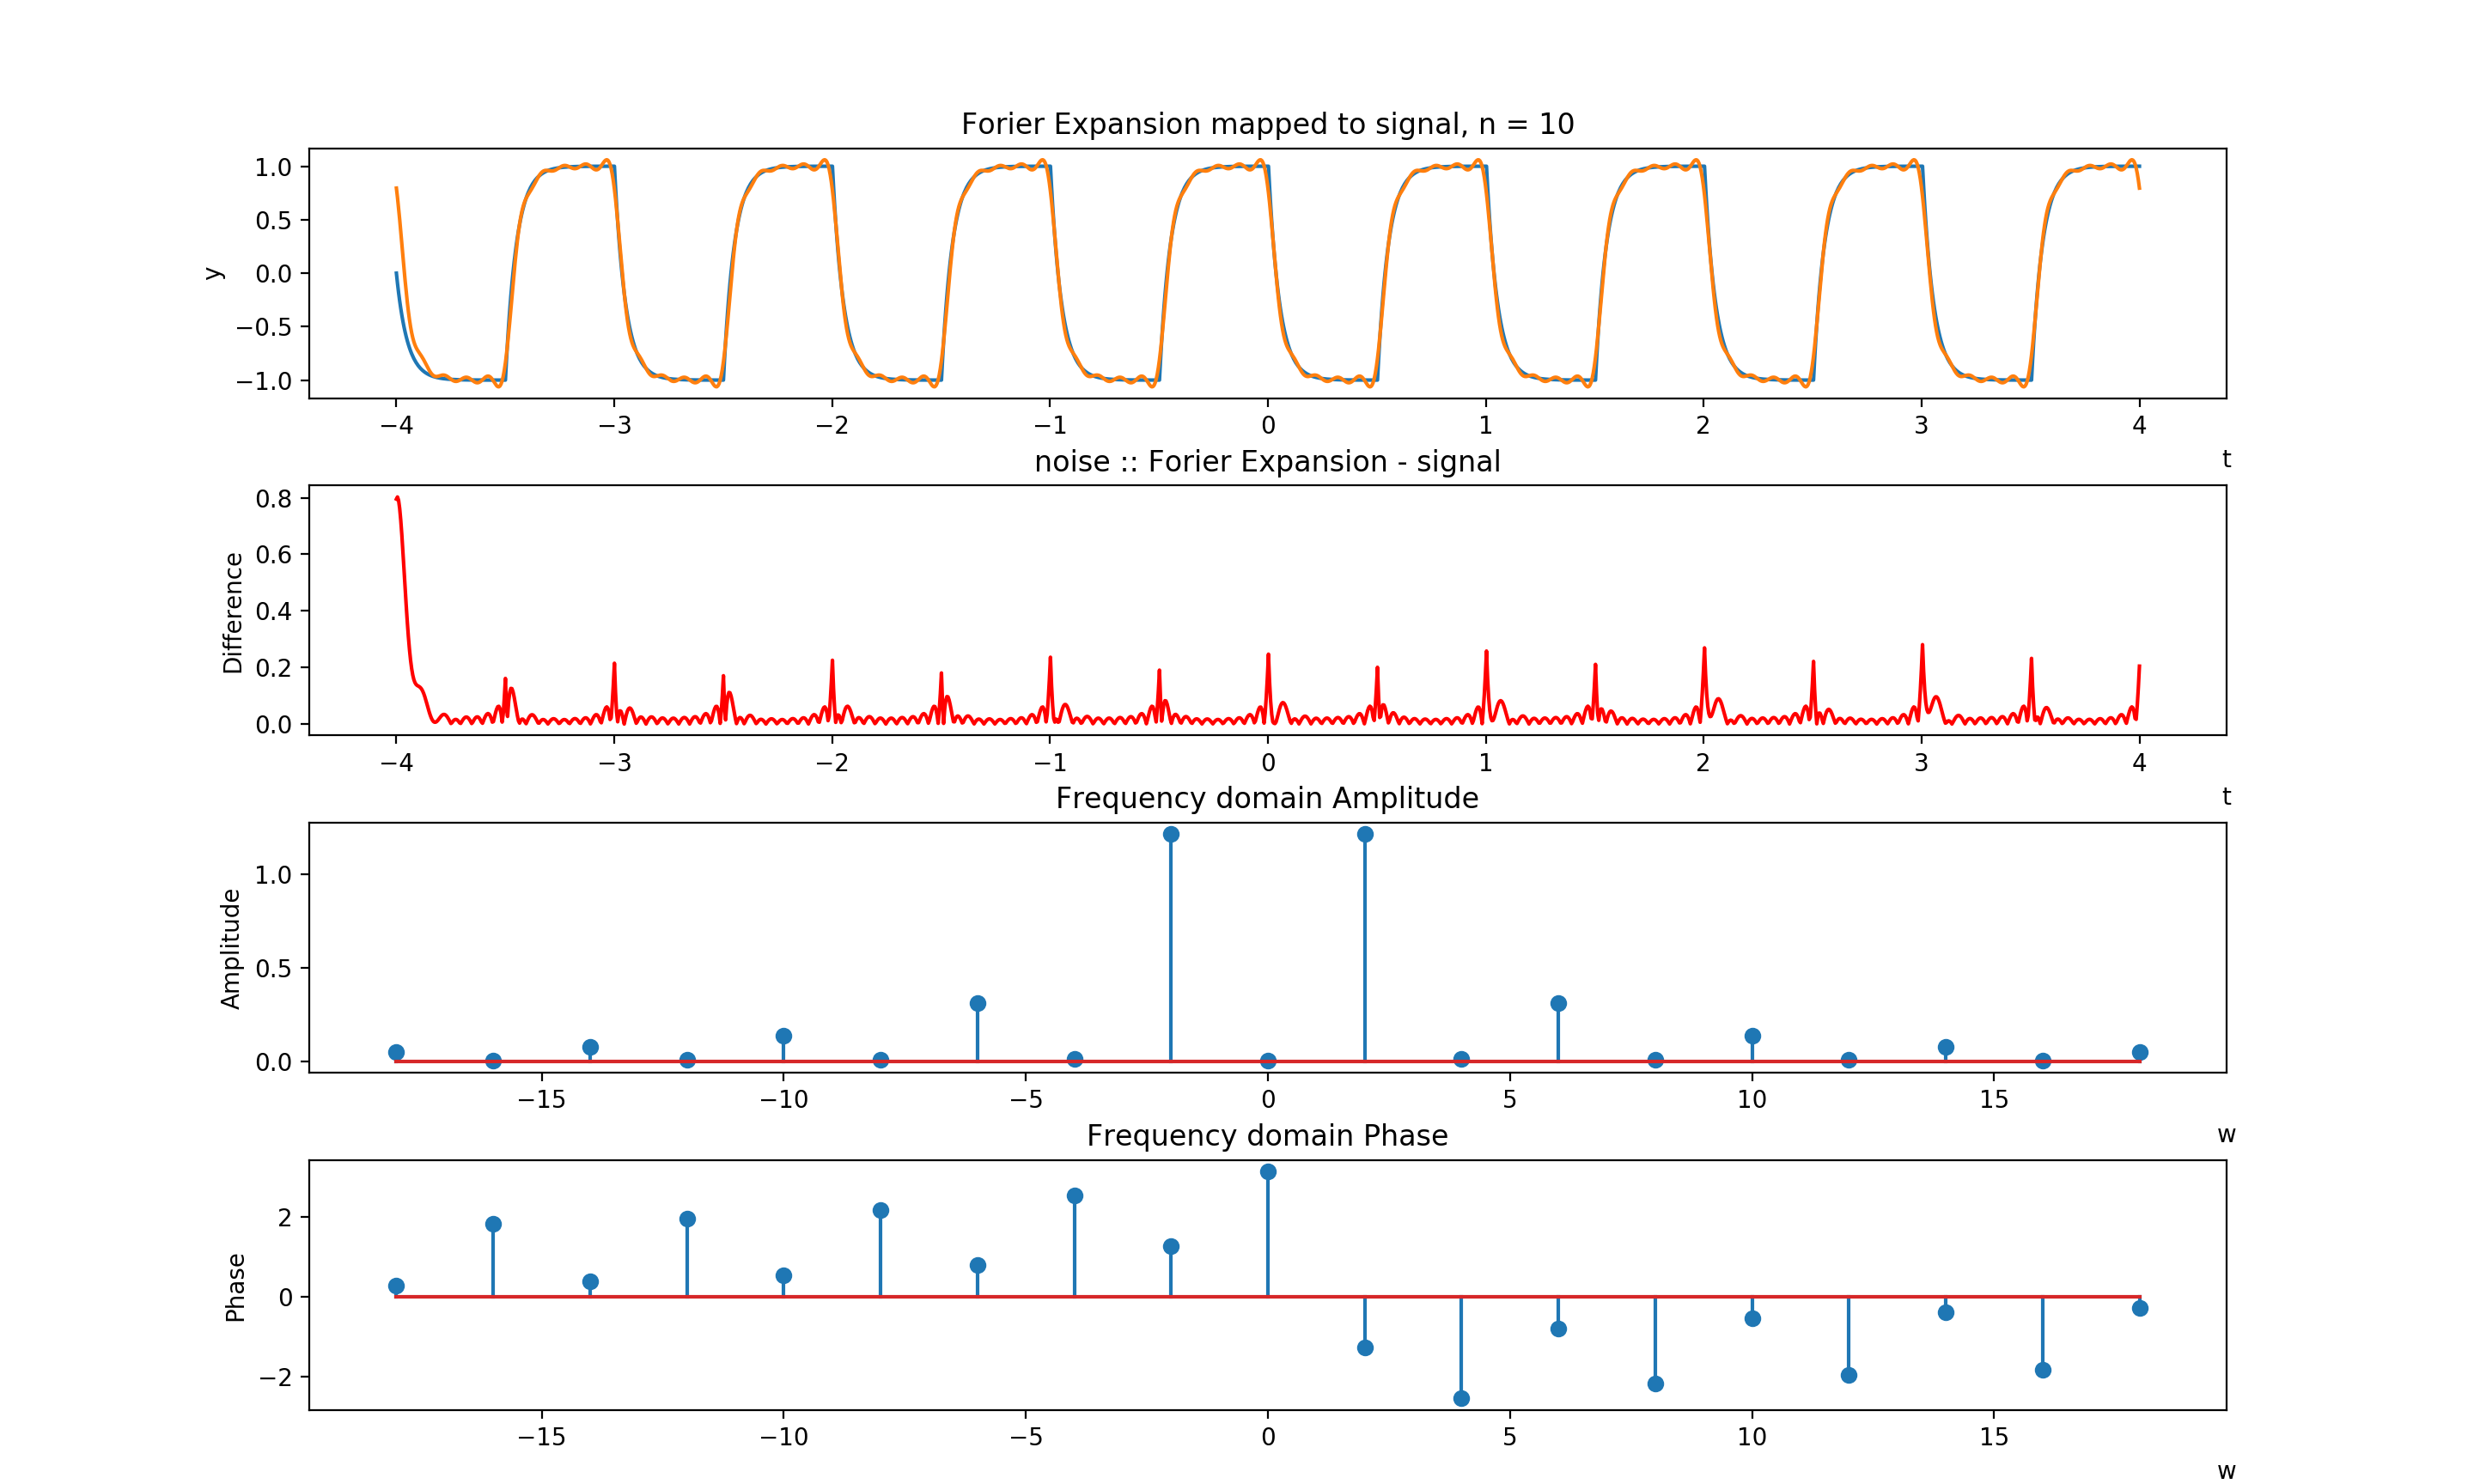 Forier Expansion mapped to signal, n = 10
1.0
0.5
0.0
−0.5
−1.0
y
−4 −3 −2 −1 0 1 2 3 4
t
noise :: Forier Expansion - signal
0.8
0.6
0.4
0.2
0.0
Difference
−4 −3 −2 −1 0 1 2 3 4
t
Frequency domain Amplitude
1.0
0.5
0.0
Amplitude
−15 −10 −5 0 5 10 15
w
Frequency domain Phase
2
0
−2
Phase
−15 −10 −5 0 5 10 15
w